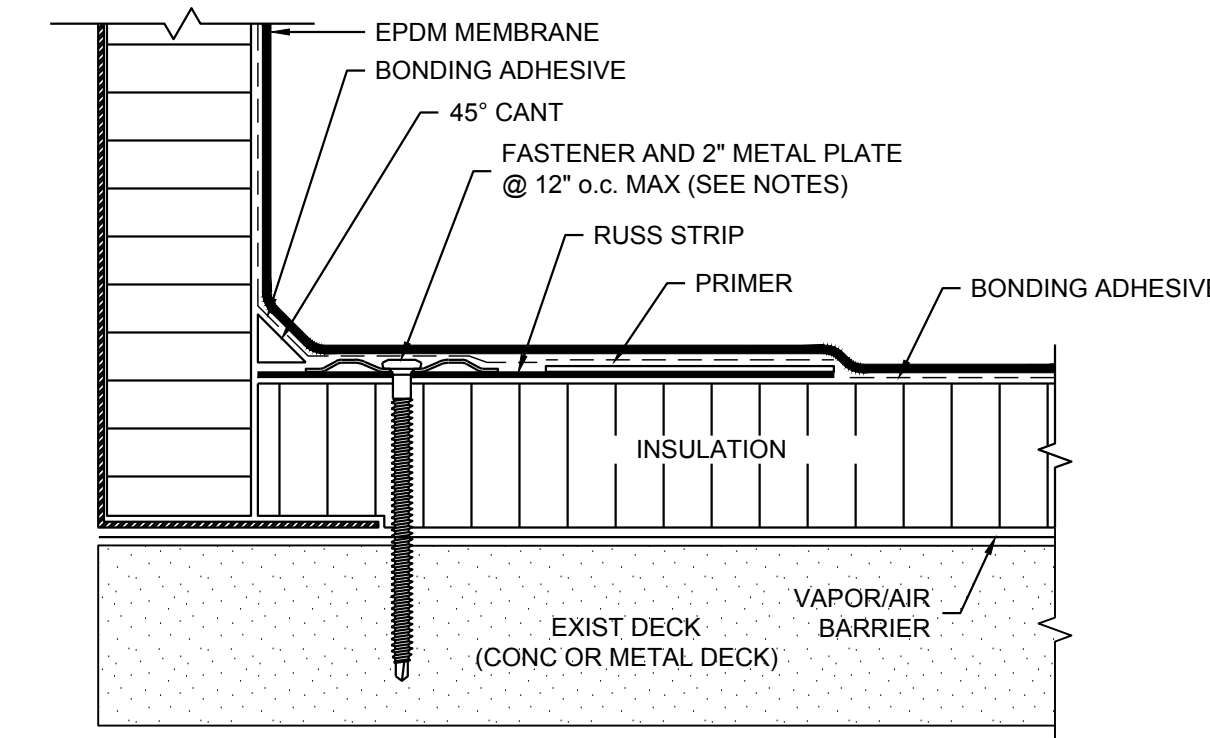 EPDM MEMBRANE
BONDING ADHESIVE
45° CANT
FASTENER AND 2" METAL PLATE
@ 12" o.c. MAX (SEE NOTES)
RUSS STRIP
PRIMER
BONDING ADHESIVE
INSULATION
VAPOR/AIR
BARRIER
EXIST DECK
(CONC OR METAL DECK)